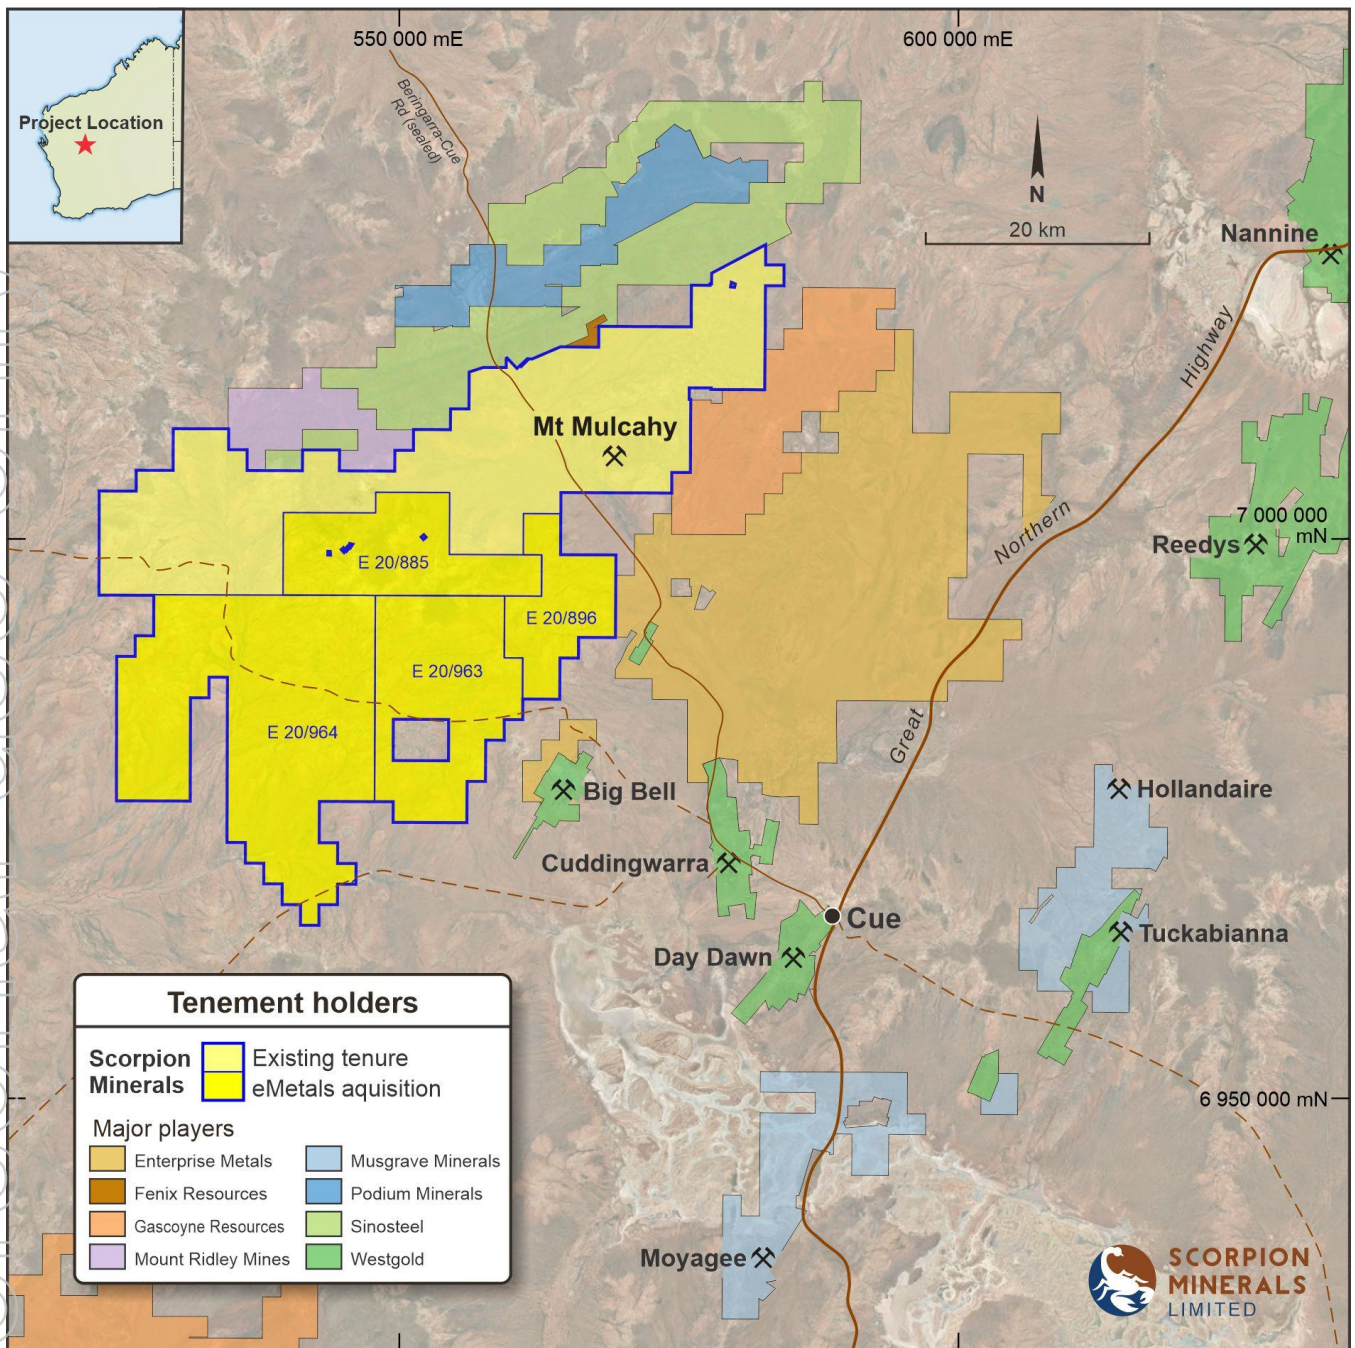 550 000 mE
600 000 mE
Project Location
Beringarra-Cue
Rd (sealed)
N
20 km
Nannine
Highway
Mt Mulcahy
Northern
7 000 000
mN
Reedys
E 20/885
E 20/896
E 20/963
E 20/964
Great
Big Bell
Hollandaire
Cuddingwarra
Cue
Tuckabianna
Day Dawn
Tenement holders
Scorpion
Minerals
Existing tenure
eMetals aquisition
Major players
Enterprise Metals
Fenix Resources
Gascoyne Resources
Mount Ridley Mines
Musgrave Minerals
Podium Minerals
Sinosteel
Westgold
6 950 000 mN
Moyagee
SCORPION
MINERALS
LIMITED